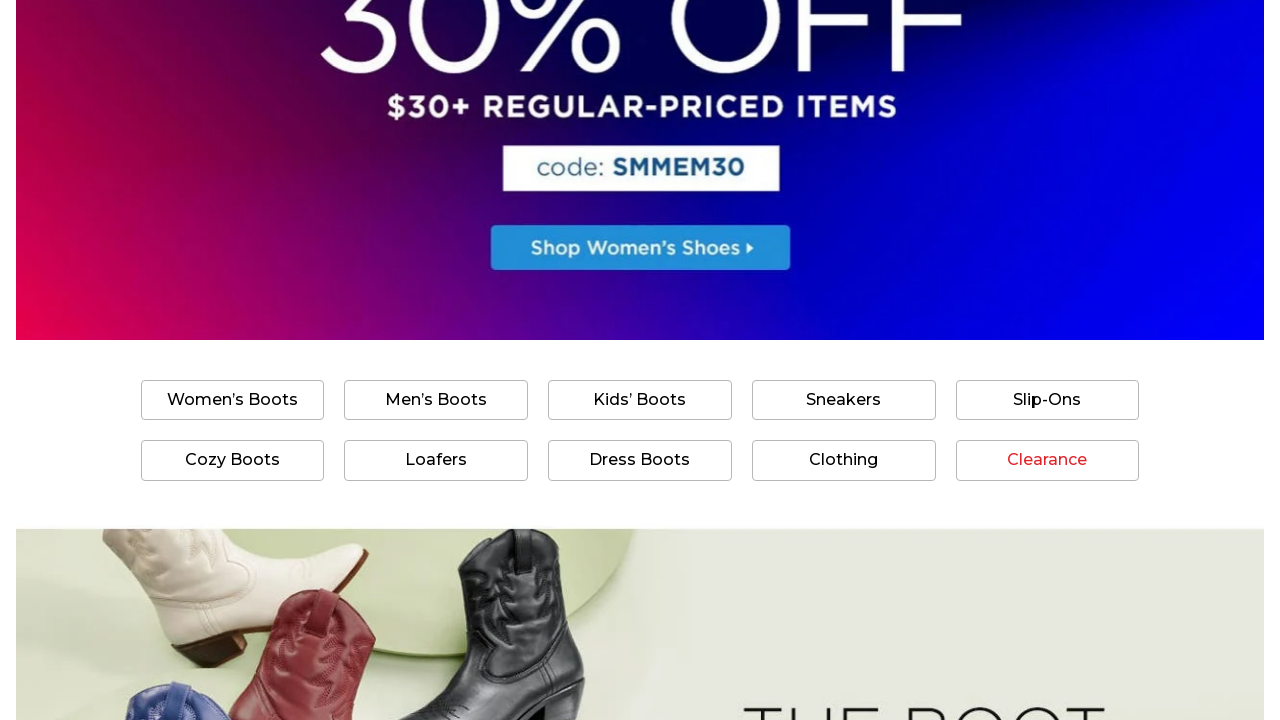 30% OFF
$30+ REGULAR-PRICED ITEMS
code: SMMEM30
Shop Women's Shoes
Women's Boots
Men's Boots
Kids' Boots
Sneakers
Slip-Ons
Cozy Boots
Loafers
Dress Boots
Clothing
Clearance
THE BOOT